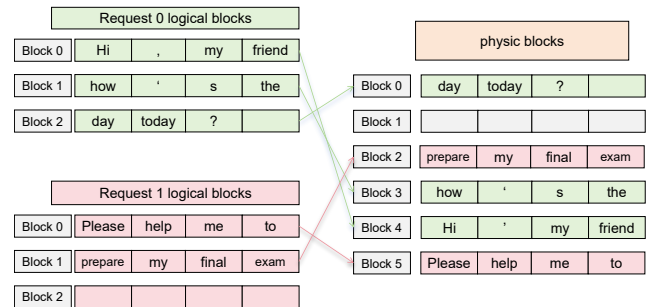 Request 0 logical blocks
Block 0 Hi , my friend
Block 1 how ‘ s the
Block 2 day today ?
Request 1 logical blocks
Block 0 Please help me to
Block 1 prepare my final exam
Block 2
physic blocks
Block 0 day today ?
Block 1
Block 2 prepare my final exam
Block 3 how ‘ s the
Block 4 Hi ’ my friend
Block 5 Please help me to